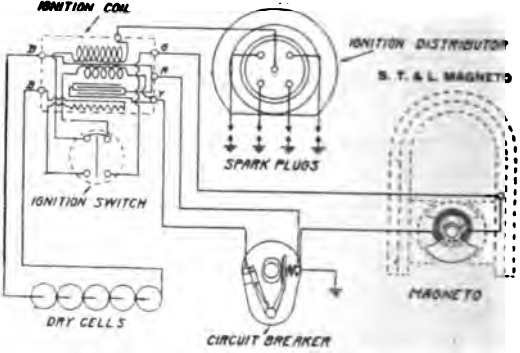 IGNITION COIL
IGNITION DISTRIBUTOR
S. T. & L. MAGNETO
B
G
R
B
Y
SPARK PLUGS
IGNITION SWITCH
MAGNETO
DRY CELLS
CIRCUIT BREAKER